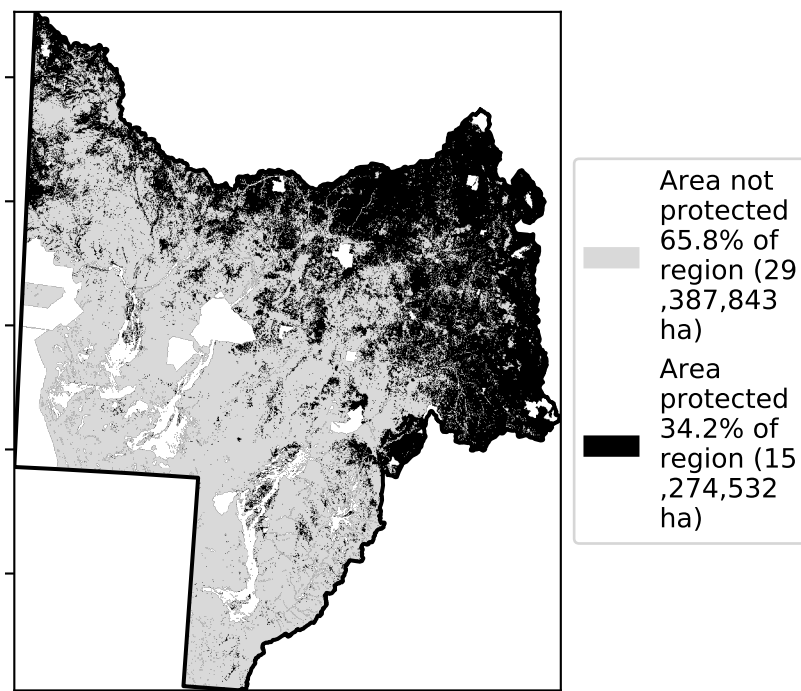 Area not
protected
65.8% of
region (29
,387,843
ha)
Area
protected
34.2% of
region (15
,274,532
ha)